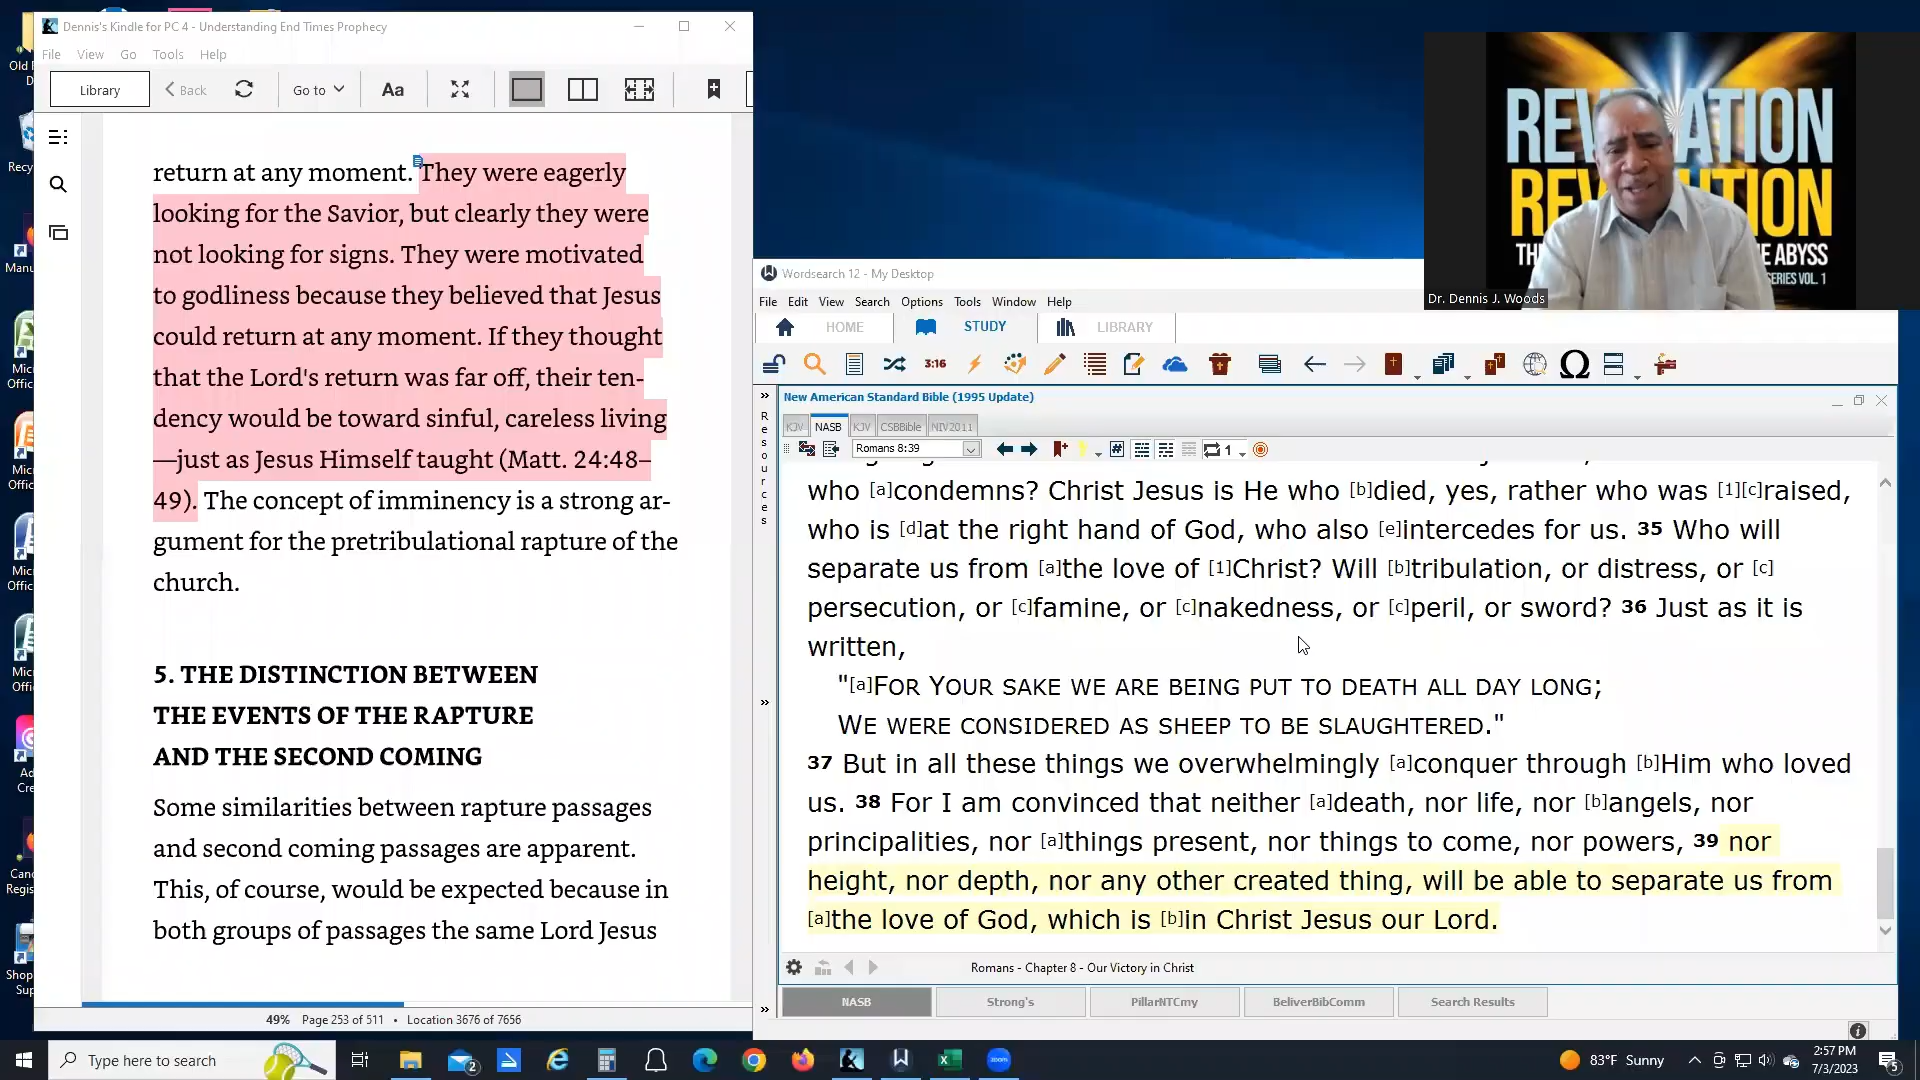 Dennis's Kindle for PC 4 - Understanding End Times Prophecy
File View Go Tools Help
Library Back Go to Aa
return at any moment. They were eagerly
looking for the Savior, but clearly they were
not looking for signs. They were motivated
to godliness because they believed that Jesus
could return at any moment. If they thought
that the Lord's return was far off, their ten-
dency would be toward sinful, careless living
—just as Jesus Himself taught (Matt. 24:48–
49). The concept of imminency is a strong ar-
gument for the pretribulational rapture of the
church.
5. THE DISTINCTION BETWEEN
THE EVENTS OF THE RAPTURE
AND THE SECOND COMING
Some similarities between rapture passages
and second coming passages are apparent.
This, of course, would be expected because in
both groups of passages the same Lord Jesus
49% Page 253 of 511 • Location 3676 of 7656
Dr. Dennis J. Woods
SERIES VOL. 1
Wordsearch 12 - My Desktop
File Edit View Search Options Tools Window Help
HOME STUDY LIBRARY
3:16
Resources
New American Standard Bible (1995 Update)
KJV NASB KJV CSBBible NIV2011
Romans 8:39
1
who [a]condemns? Christ Jesus is He who [b]died, yes, rather who was [1][c]raised,
who is [d]at the right hand of God, who also [e]intercedes for us. 35 Who will
separate us from [a]the love of [1]Christ? Will [b]tribulation, or distress, or [c]
persecution, or [c]famine, or [c]nakedness, or [c]peril, or sword? 36 Just as it is
written,
"[a]FOR YOUR SAKE WE ARE BEING PUT TO DEATH ALL DAY LONG;
WE WERE CONSIDERED AS SHEEP TO BE SLAUGHTERED."
37 But in all these things we overwhelmingly [a]conquer through [b]Him who loved
us. 38 For I am convinced that neither [a]death, nor life, nor [b]angels, nor
principalities, nor [a]things present, nor things to come, nor powers, 39 nor
height, nor depth, nor any other created thing, will be able to separate us from
[a]the love of God, which is [b]in Christ Jesus our Lord.
Romans - Chapter 8 - Our Victory in Christ
NASB Strong's PillarNTCmy BeliverBibComm Search Results
Type here to search
2
zoom
83°F Sunny
2:57 PM
7/3/2023
5